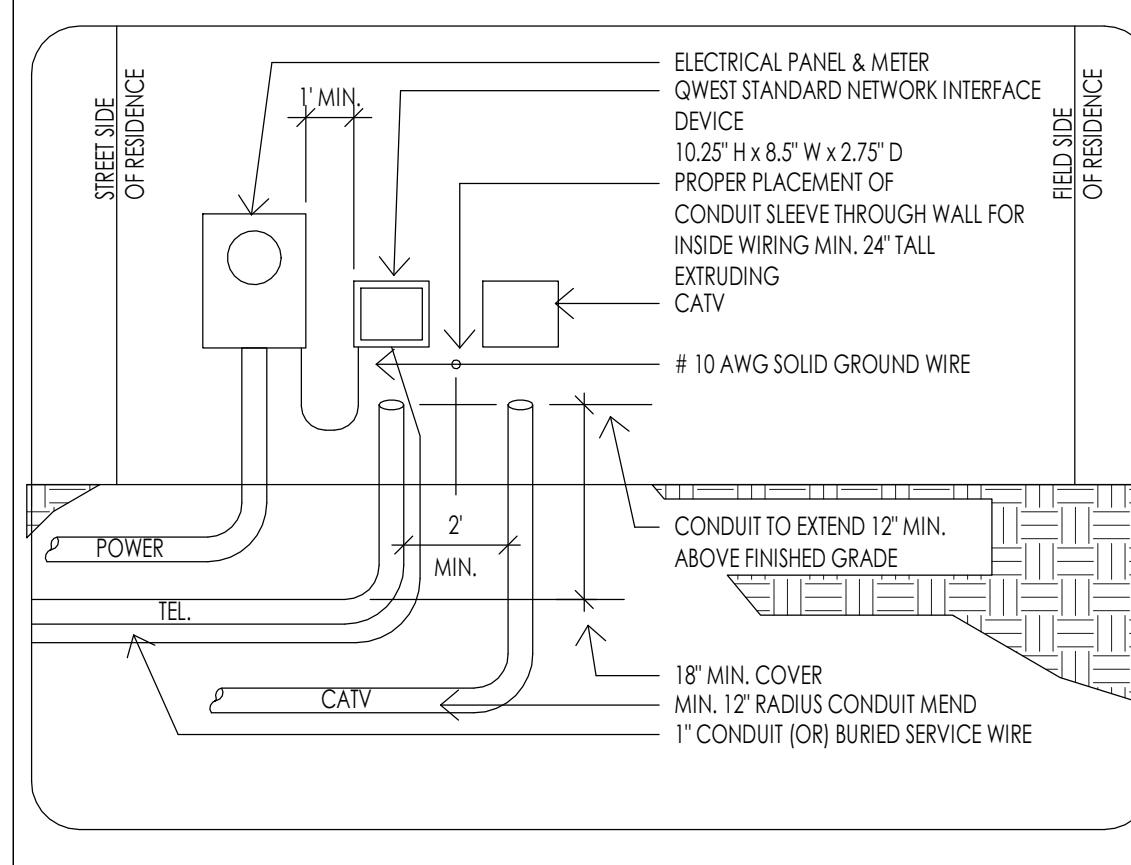 STREET SIDE
OF RESIDENCE
1' MIN.
ELECTRICAL PANEL & METER
QWEST STANDARD NETWORK INTERFACE
DEVICE
10.25" H x 8.5" W x 2.75" D
PROPER PLACEMENT OF
CONDUIT SLEEVE THROUGH WALL FOR
INSIDE WIRING MIN. 24" TALL
EXTRUDING
CATV
# 10 AWG SOLID GROUND WIRE
FIELD SIDE
OF RESIDENCE
POWER
2'
MIN.
CONDUIT TO EXTEND 12" MIN.
ABOVE FINISHED GRADE
TEL.
CATV
18" MIN. COVER
MIN. 12" RADIUS CONDUIT MEND
1" CONDUIT (OR) BURIED SERVICE WIRE